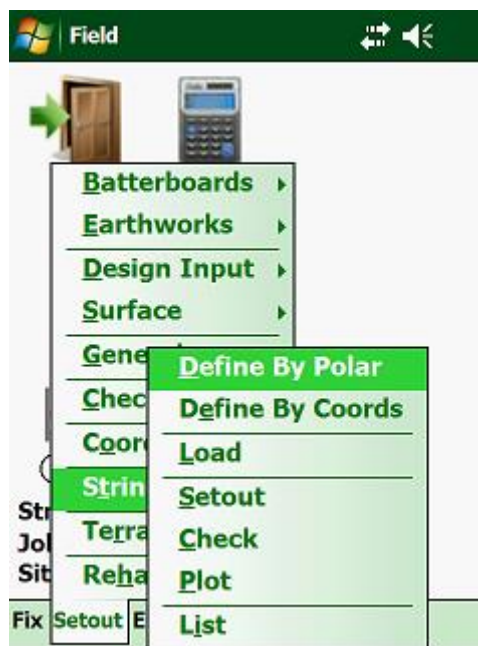 Field
Batterboards
Earthworks
Design Input
Surface
Define By Polar
Define By Coords
Load
Setout
Check
Plot
List
Fix Setout